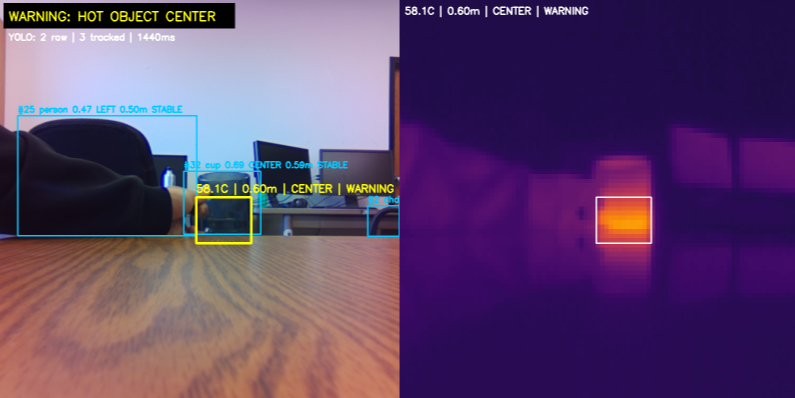 WARNING: HOT OBJECT CENTER
YOLO: 2 raw | 3 tracked | 1440ms
#25 person 0.47 LEFT 0.50m STABLE
#32 cup 0.69 CENTER 0.59m STABLE
58.1C | 0.60m | CENTER | WARNING
58.1C | 0.60m | CENTER | WARNING